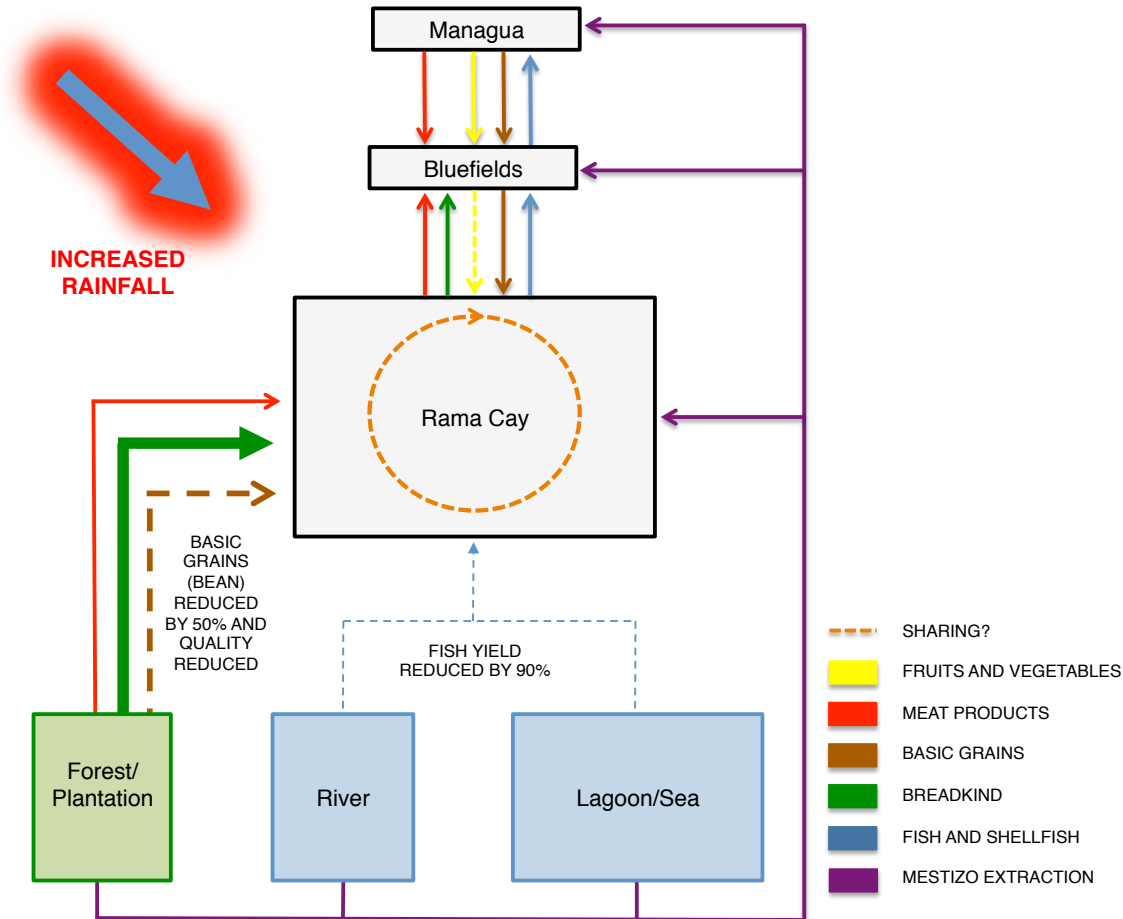 Managua
Bluefields
INCREASED
RAINFALL
Rama Cay
BASIC
GRAINS
(BEAN)
REDUCED
BY 50% AND
QUALITY
REDUCED
FISH YIELD
REDUCED BY 90%
Forest/
Plantation
River
Lagoon/Sea
SHARING?
FRUITS AND VEGETABLES
MEAT PRODUCTS
BASIC GRAINS
BREADKIND
FISH AND SHELLFISH
MESTIZO EXTRACTION